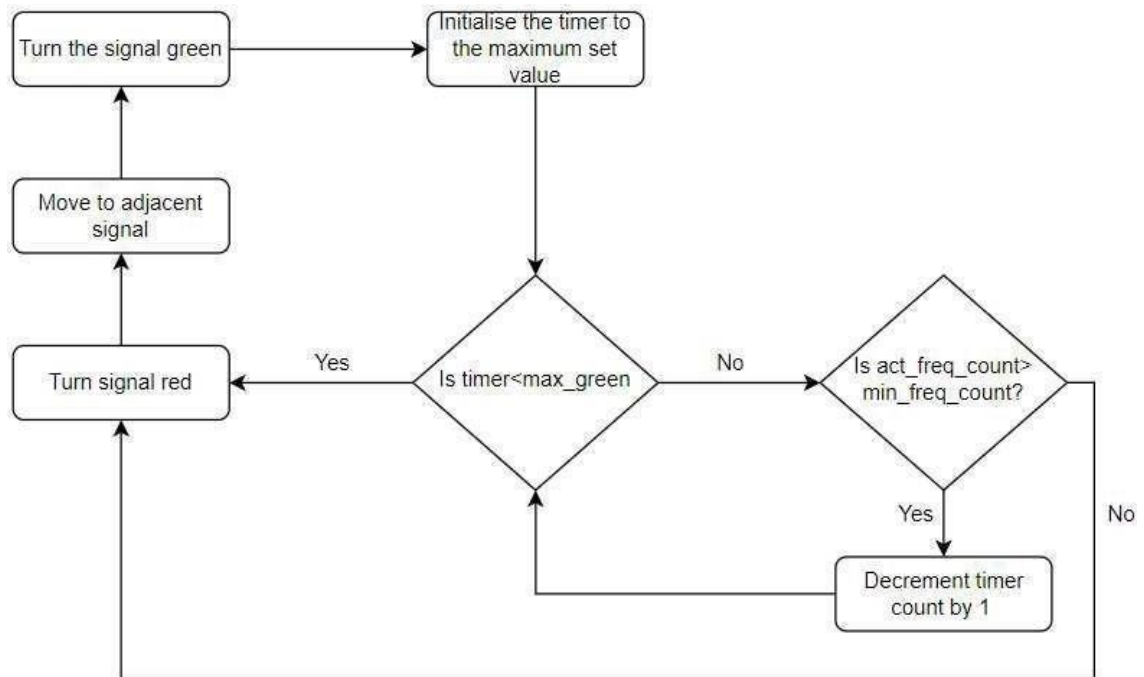 Turn the signal green
Initialise the timer to
the maximum set
value
Move to adjacent
signal
Turn signal red
Yes
Is timer<max_green
No
Is act_freq_count>
min_freq_count?
Yes
No
Decrement timer
count by 1